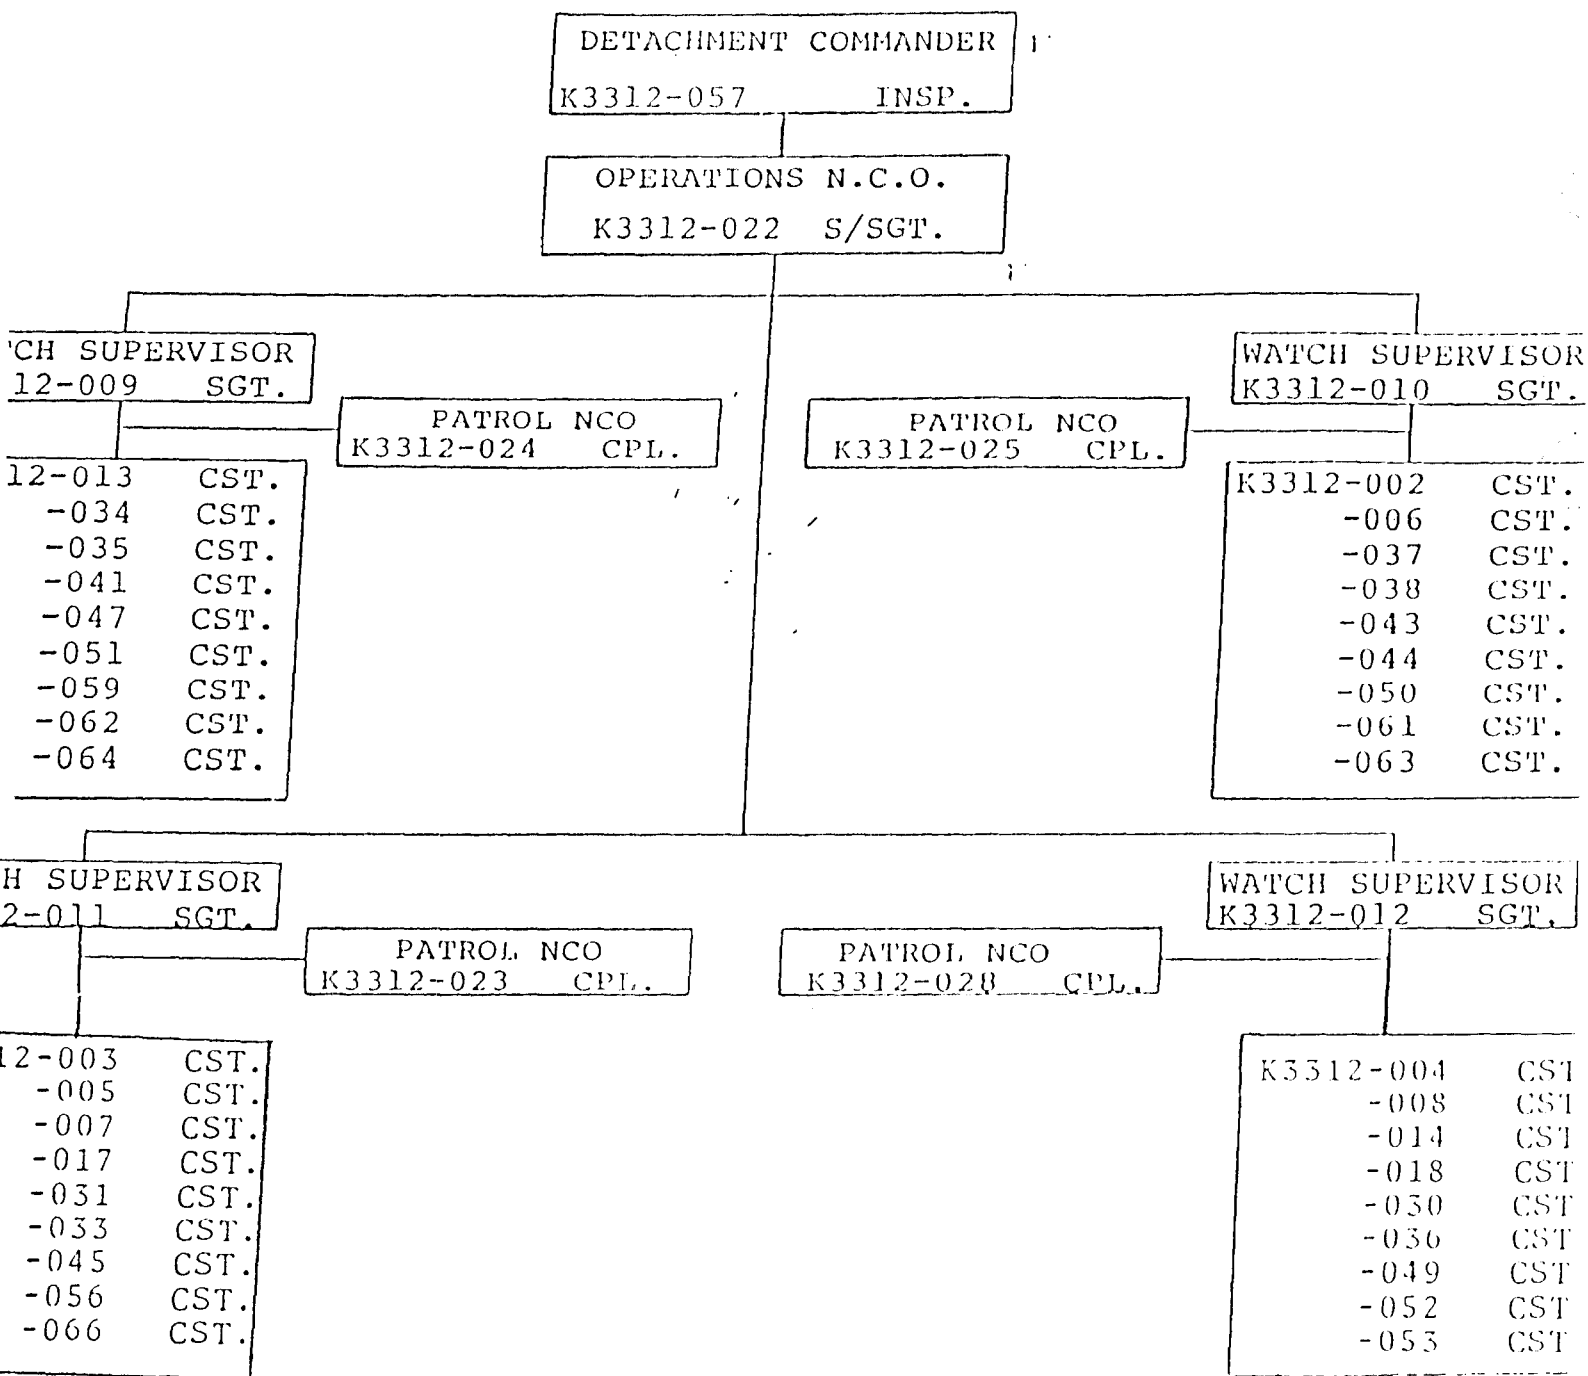 DETACHMENT COMMANDER
K3312-057 INSP.
OPERATIONS N.C.O.
K3312-022 S/SGT.
'CH SUPERVISOR
12-009 SGT.
PATROL NCO
K3312-024 CPL.
12-013 CST.
-034 CST.
-035 CST.
-041 CST.
-047 CST.
-051 CST.
-059 CST.
-062 CST.
-064 CST.
WATCH SUPERVISOR
K3312-010 SGT.
PATROL NCO
K3312-025 CPL.
K3312-002 CST.
-006 CST.
-037 CST.
-038 CST.
-043 CST.
-044 CST.
-050 CST.
-061 CST.
-063 CST.
H SUPERVISOR
2-011 SGT.
PATROL NCO
K3312-023 CPL.
12-003 CST.
-005 CST.
-007 CST.
-017 CST.
-031 CST.
-033 CST.
-045 CST.
-056 CST.
-066 CST.
WATCH SUPERVISOR
K3312-012 SGT.
PATROL NCO
K3312-028 CPL.
K3312-004 CST
-008 CST
-014 CST
-018 CST
-030 CST
-036 CST
-049 CST
-052 CST
-053 CST